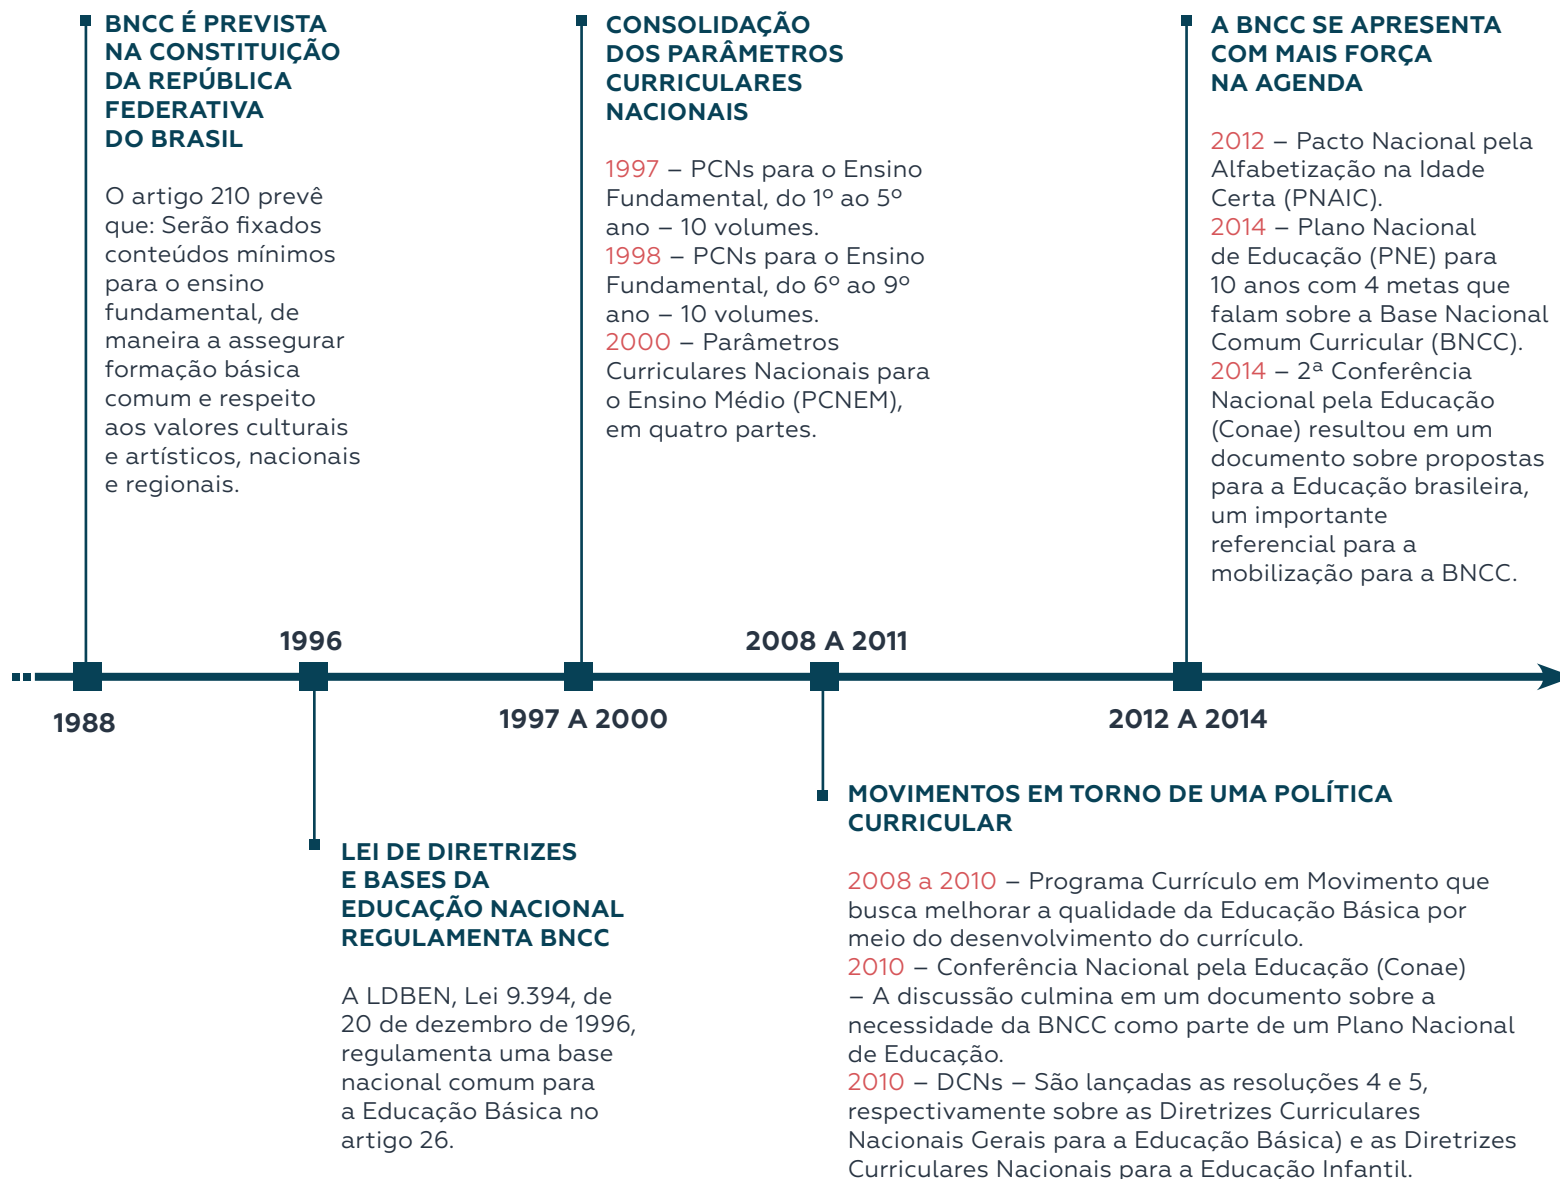 BNCC É PREVISTA
NA CONSTITUIÇÃO
DA REPÚBLICA
FEDERATIVA
DO BRASIL
O artigo 210 prevê
que: Serão fixados
conteúdos mínimos
para o ensino
fundamental, de
maneira a assegurar
formação básica
comum e respeito
aos valores culturais
e artísticos, nacionais
e regionais.
1988
1996
LEI DE DIRETRIZES
E BASES DA
EDUCAÇÃO NACIONAL
REGULAMENTA BNCC
A LDBEN, Lei 9.394, de
20 de dezembro de 1996,
regulamenta uma base
nacional comum para
a Educação Básica no
artigo 26.
CONSOLIDAÇÃO
DOS PARÂMETROS
CURRICULARES
NACIONAIS
1997 – PCNs para o Ensino
Fundamental, do 1º ao 5º
ano – 10 volumes.
1998 – PCNs para o Ensino
Fundamental, do 6º ao 9º
ano – 10 volumes.
2000 – Parâmetros
Curriculares Nacionais para
o Ensino Médio (PCNEM),
em quatro partes.
1997 A 2000
2008 A 2011
MOVIMENTOS EM TORNO DE UMA POLÍTICA
CURRICULAR
2008 a 2010 – Programa Currículo em Movimento que
busca melhorar a qualidade da Educação Básica por
meio do desenvolvimento do currículo.
2010 – Conferência Nacional pela Educação (Conae)
– A discussão culmina em um documento sobre a
necessidade da BNCC como parte de um Plano Nacional
de Educação.
2010 – DCNs – São lançadas as resoluções 4 e 5,
respectivamente sobre as Diretrizes Curriculares
Nacionais Gerais para a Educação Básica) e as Diretrizes
Curriculares Nacionais para a Educação Infantil.
A BNCC SE APRESENTA
COM MAIS FORÇA
NA AGENDA
2012 – Pacto Nacional pela
Alfabetização na Idade
Certa (PNAIC).
2014 – Plano Nacional
de Educação (PNE) para
10 anos com 4 metas que
falam sobre a Base Nacional
Comum Curricular (BNCC).
2014 – 2ª Conferência
Nacional pela Educação
(Conae) resultou em um
documento sobre propostas
para a Educação brasileira,
um importante
referencial para a
mobilização para a BNCC.
2012 A 2014